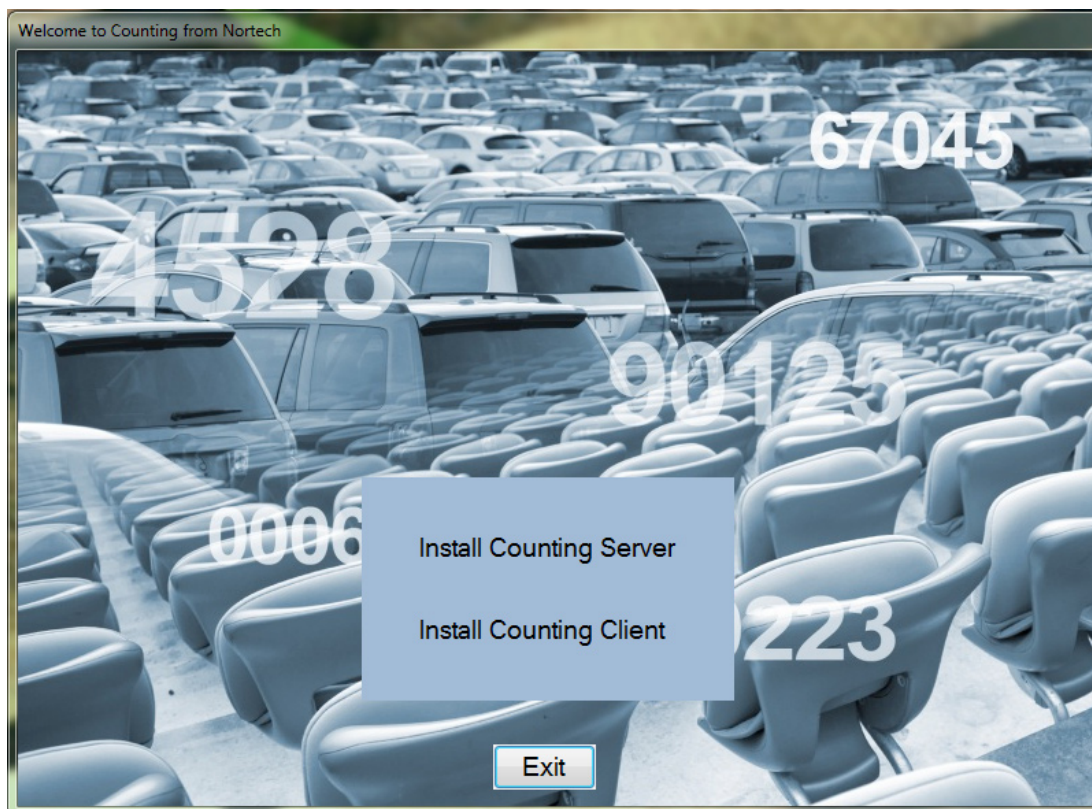 Welcome to Counting from Nortech
67045
4528
90125
0006
Install Counting Server
Install Counting Client
223
Exit